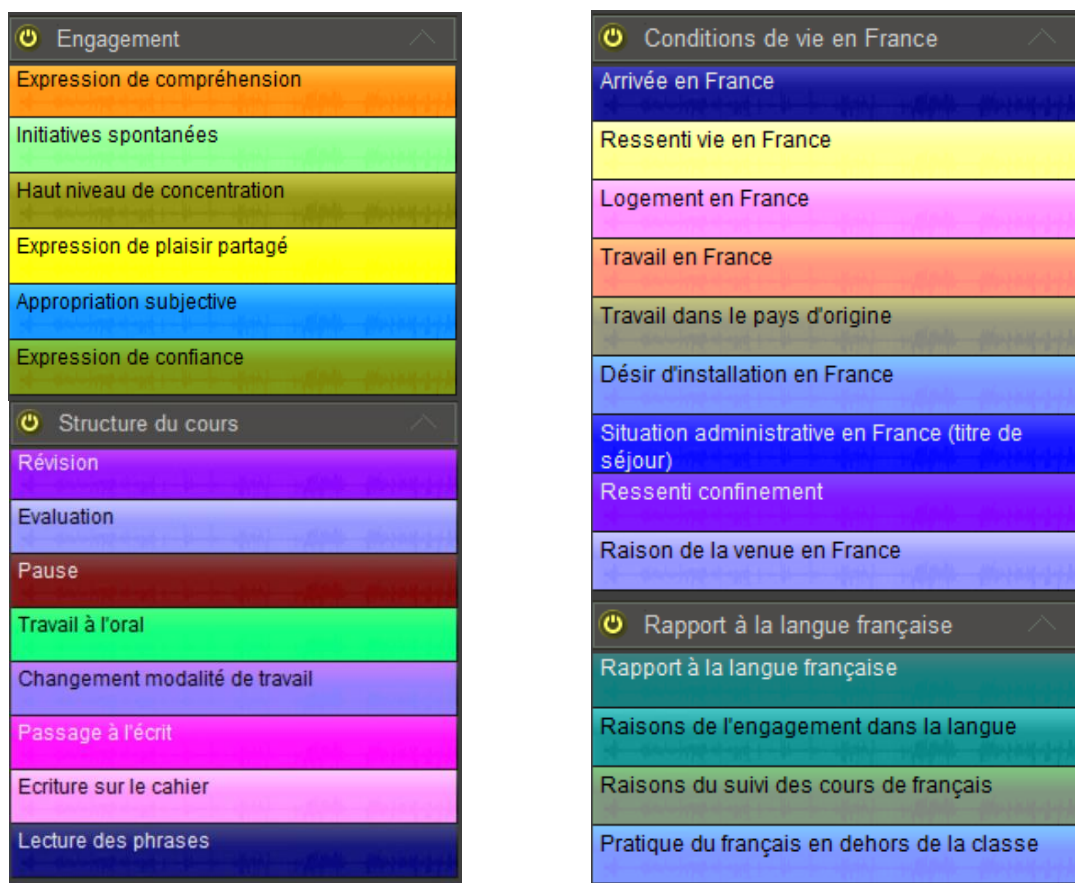 Engagement
Expression de compréhension
Initiatives spontanées
Haut niveau de concentration
Expression de plaisir partagé
Appropriation subjective
Expression de confiance
Structure du cours
Révision
Evaluation
Pause
Travail à l'oral
Changement modalité de travail
Passage à l'écrit
Ecriture sur le cahier
Lecture des phrases
Conditions de vie en France
Arrivée en France
Ressenti vie en France
Logement en France
Travail en France
Travail dans le pays d'origine
Désir d'installation en France
Situation administrative en France (titre de
séjour)
Ressenti confinement
Raison de la venue en France
Rapport à la langue française
Rapport à la langue française
Raisons de l'engagement dans la langue
Raisons du suivi des cours de français
Pratique du français en dehors de la classe